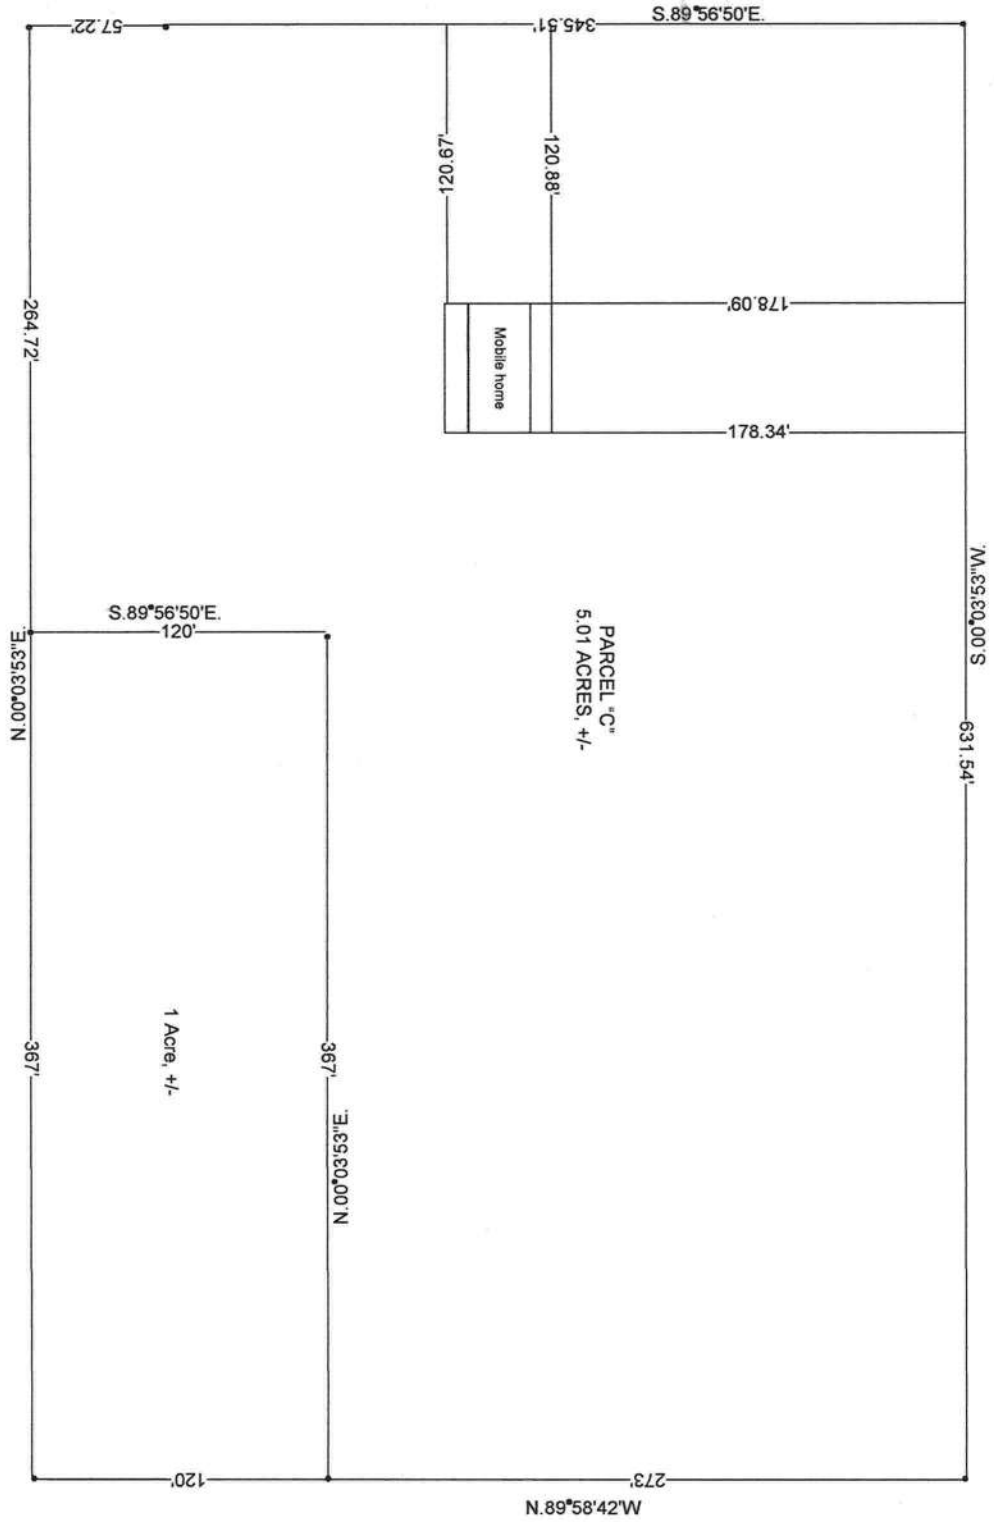 S.89°56'50"E.
57.22'
345.51'
120.67'
120.88'
264.72'
178.09'
Mobile home
178.34'
S.00°03'53"W.
631.54'
S.89°56'50'E.
120'
N.00°03'53"E.
PARCEL "C"
5.01 ACRES, +/-
1 Acre, +/-
367'
367'
N.00°03'53"E.
120'
273'
N.89°58'42'W